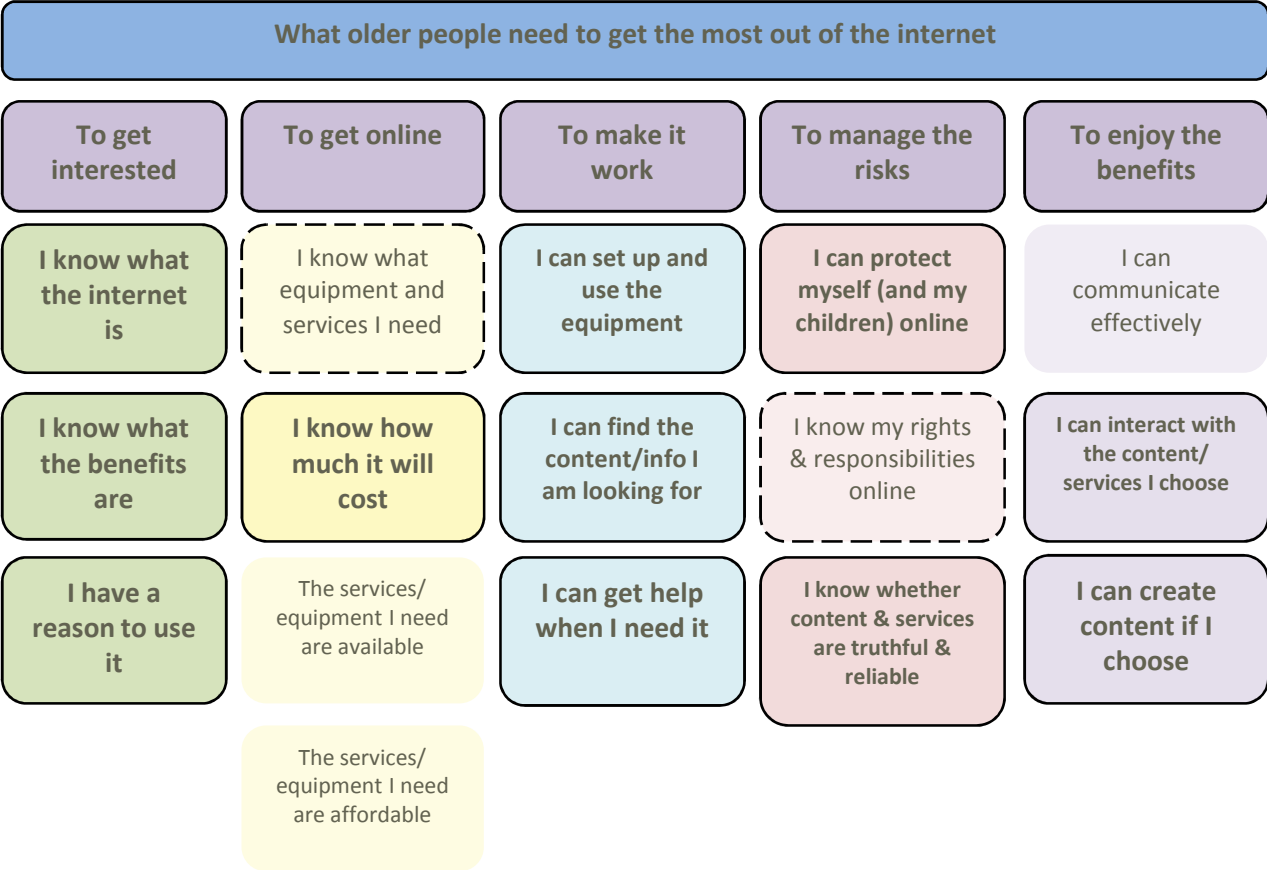 What older people need to get the most out of the internet
To get
interested
To get online
To make it
work
To manage the
risks
To enjoy the
benefits
I know what
the internet
is
I know what
equipment and
services I need
I can set up and
use the
equipment
I can protect
myself (and my
children) online
I can
communicate
effectively
I know what
the benefits
are
I know how
much it will
cost
I can find the
content/info I
am looking for
I know my rights
& responsibilities
online
I can interact with
the content/
services I choose
I have a
reason to use
it
The services/
equipment I need
are available
I can get help
when I need it
I know whether
content & services
are truthful &
reliable
I can create
content if I
choose
The services/
equipment I need
are affordable